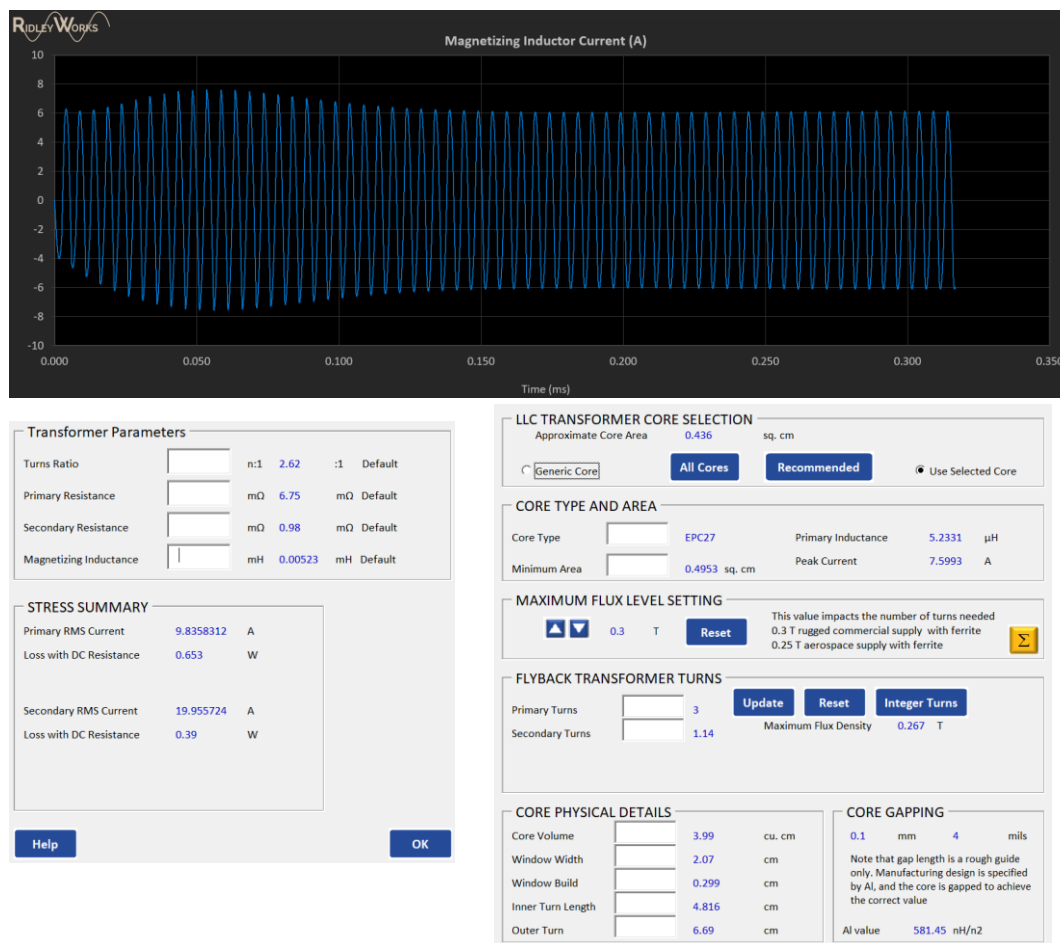 RIDLEYWORKS
Magnetizing Inductor Current (A)
10
8
6
4
2
0
-2
-4
-6
-8
-10
0.000 0.050 0.100 0.150 0.200 0.250 0.300 0.350
Time (ms)
Transformer Parameters
Turns Ratio n:1 2.62 :1 Default
Primary Resistance mΩ 6.75 mΩ Default
Secondary Resistance mΩ 0.98 mΩ Default
Magnetizing Inductance mH 0.00523 mH Default
STRESS SUMMARY
Primary RMS Current 9.8358312 A
Loss with DC Resistance 0.653 W
Secondary RMS Current 19.955724 A
Loss with DC Resistance 0.39 W
Help OK
LLC TRANSFORMER CORE SELECTION
Approximate Core Area 0.436 sq. cm
Generic Core All Cores Recommended Use Selected Core
CORE TYPE AND AREA
Core Type EPC27 Primary Inductance 5.2331 μH
Minimum Area 0.4953 sq. cm Peak Current 7.5993 A
MAXIMUM FLUX LEVEL SETTING
0.3 T Reset
This value impacts the number of turns needed
0.3 T rugged commercial supply with ferrite
0.25 T aerospace supply with ferrite
Σ
FLYBACK TRANSFORMER TURNS
Primary Turns 3 Update Reset Integer Turns
Secondary Turns 1.14 Maximum Flux Density 0.267 T
CORE PHYSICAL DETAILS
Core Volume 3.99 cu. cm
Window Width 2.07 cm
Window Build 0.299 cm
Inner Turn Length 4.816 cm
Outer Turn 6.69 cm
CORE GAPPING
0.1 mm 4 mils
Note that gap length is a rough guide
only. Manufacturing design is specified
by Al, and the core is gapped to achieve
the correct value
Al value 581.45 nH/n2